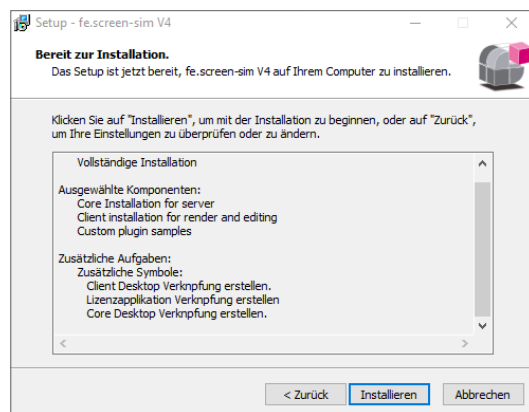 Setup - fe.screen-sim V4
Bereit zur Installation.
Das Setup ist jetzt bereit, fe.screen-sim V4 auf Ihrem Computer zu installieren.
Klicken Sie auf "Installieren", um mit der Installation zu beginnen, oder auf "Zurück",
um Ihre Einstellungen zu überprüfen oder zu ändern.
Vollständige Installation
Ausgewählte Komponenten:
Core Installation for server
Client installation for render and editing
Custom plugin samples
Zusätzliche Aufgaben:
Zusätzliche Symbole:
Client Desktop Verknpfung erstellen.
Lizenzapplikation Verknpfung erstellen
Core Desktop Verknpfung erstellen.
< Zurück
Installieren
Abbrechen